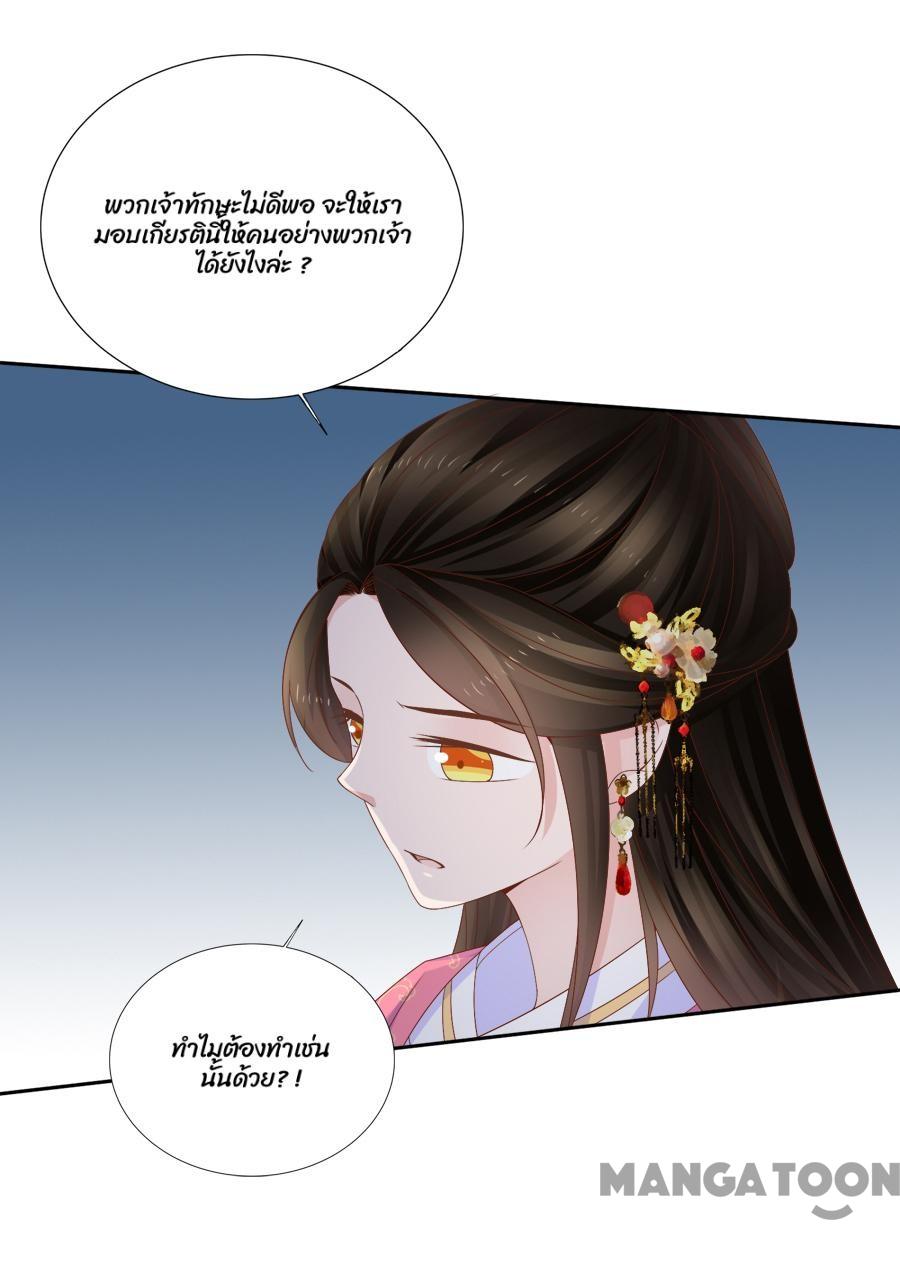 พวกเจ้าทักษะไม่ดีพอ จะให้เรา
มอบเกียรตินี้ให้คนอย่างพวกเจ้า
ได้ยังไงล่ะ ?
ทำไมต้องทำเช่น
นั้นด้วย?!
MANGATOON